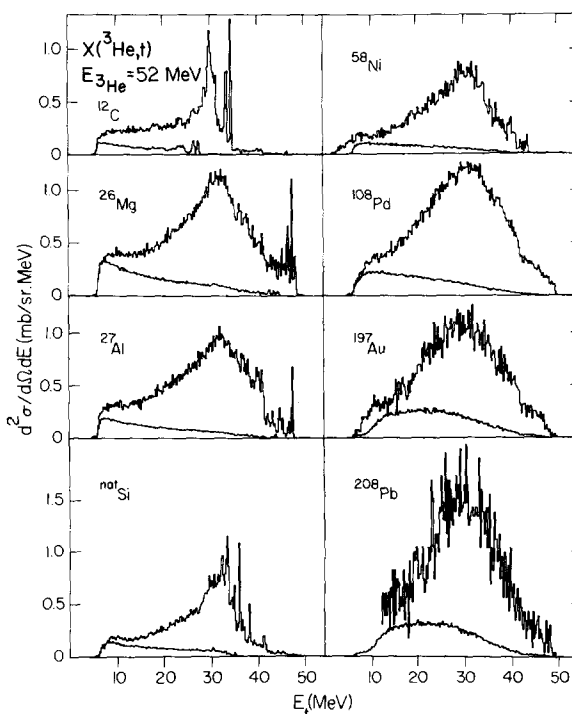 X(³He,t)
E₃He = 52 MeV
¹²C
⁵⁸Ni
1.0
0.5
0
²⁶Mg
¹⁰⁸Pd
1.0
0.5
0
²⁷Al
¹⁹⁷Au
1.0
0.5
0
natSi
²⁰⁸Pb
1.5
1.0
0.5
0
10 20 30 40 50 10 20 30 40 50
d²σ/dΩdE (mb/sr.MeV)
Eₜ(MeV)